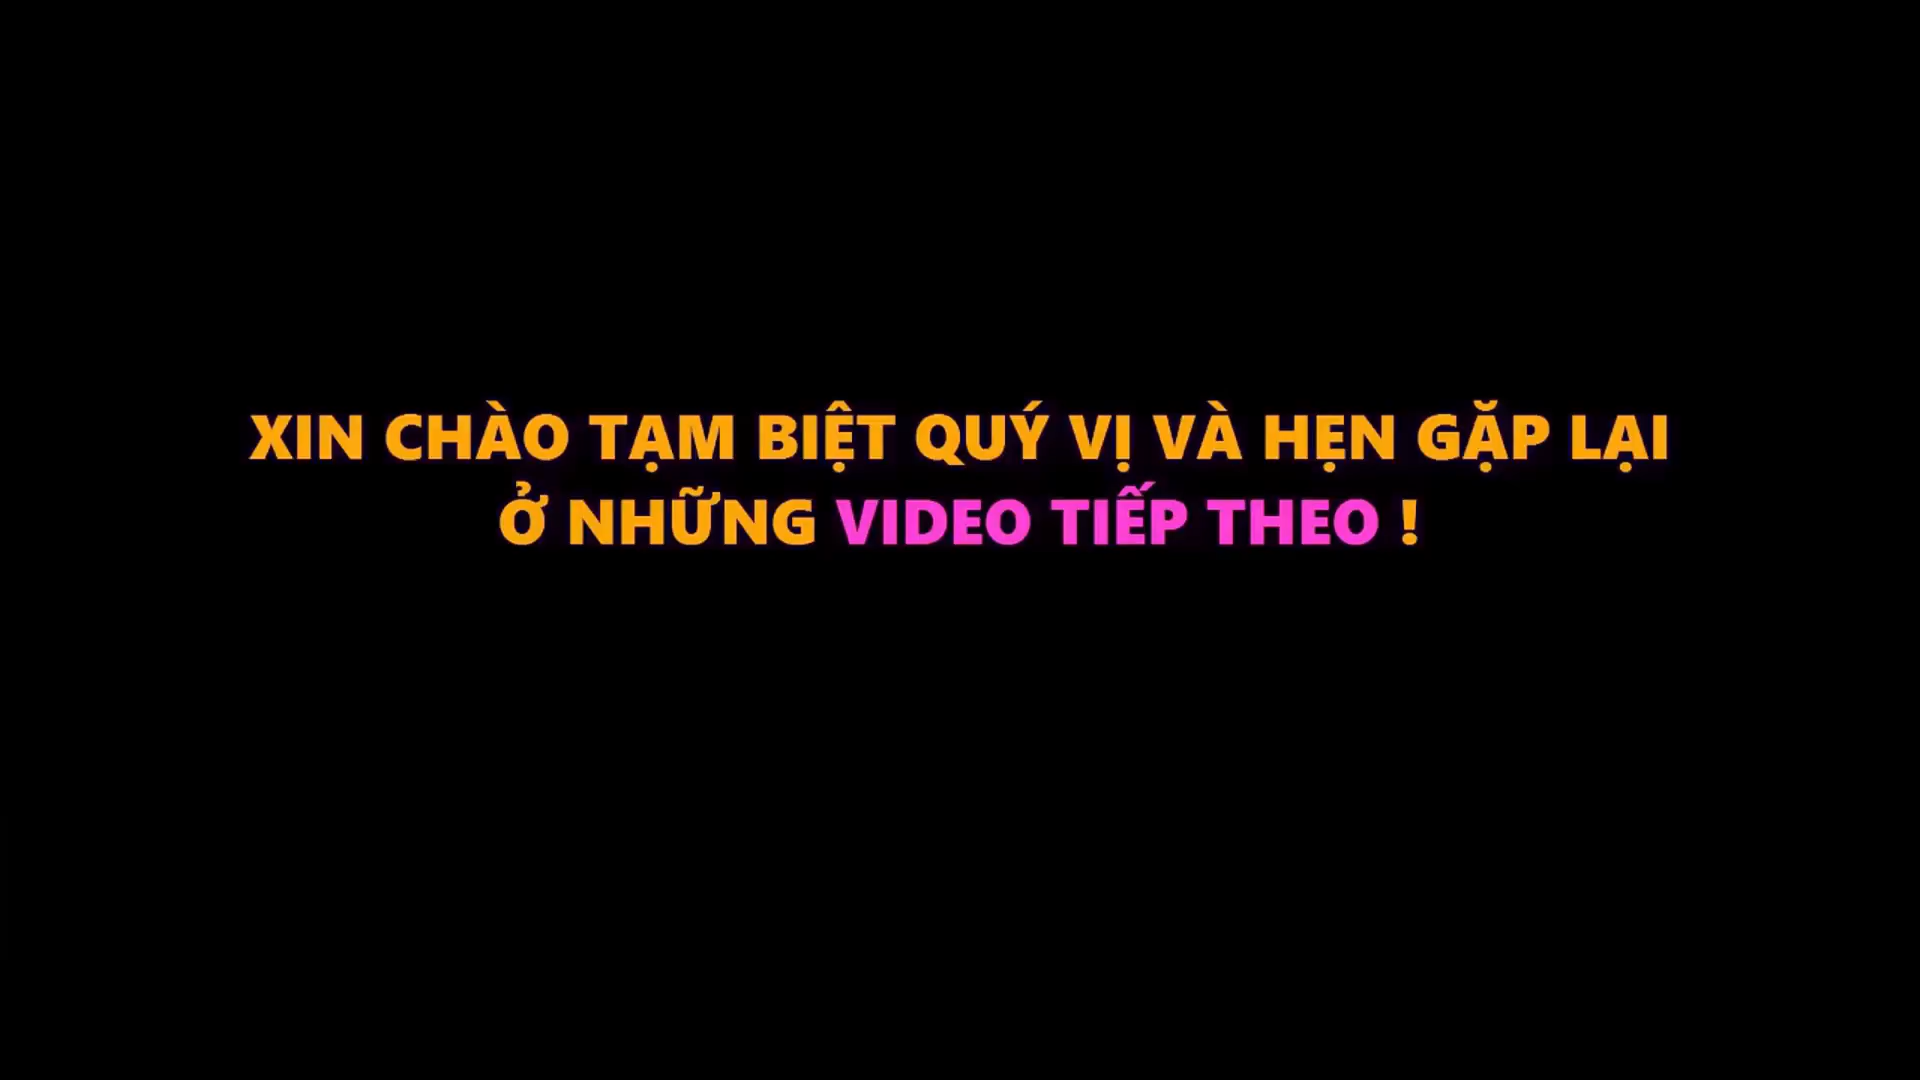 XIN CHÀO TẠM BIỆT QUÝ VỊ VÀ HẸN GẶP LẠI
Ở NHỮNG VIDEO TIẾP THEO !